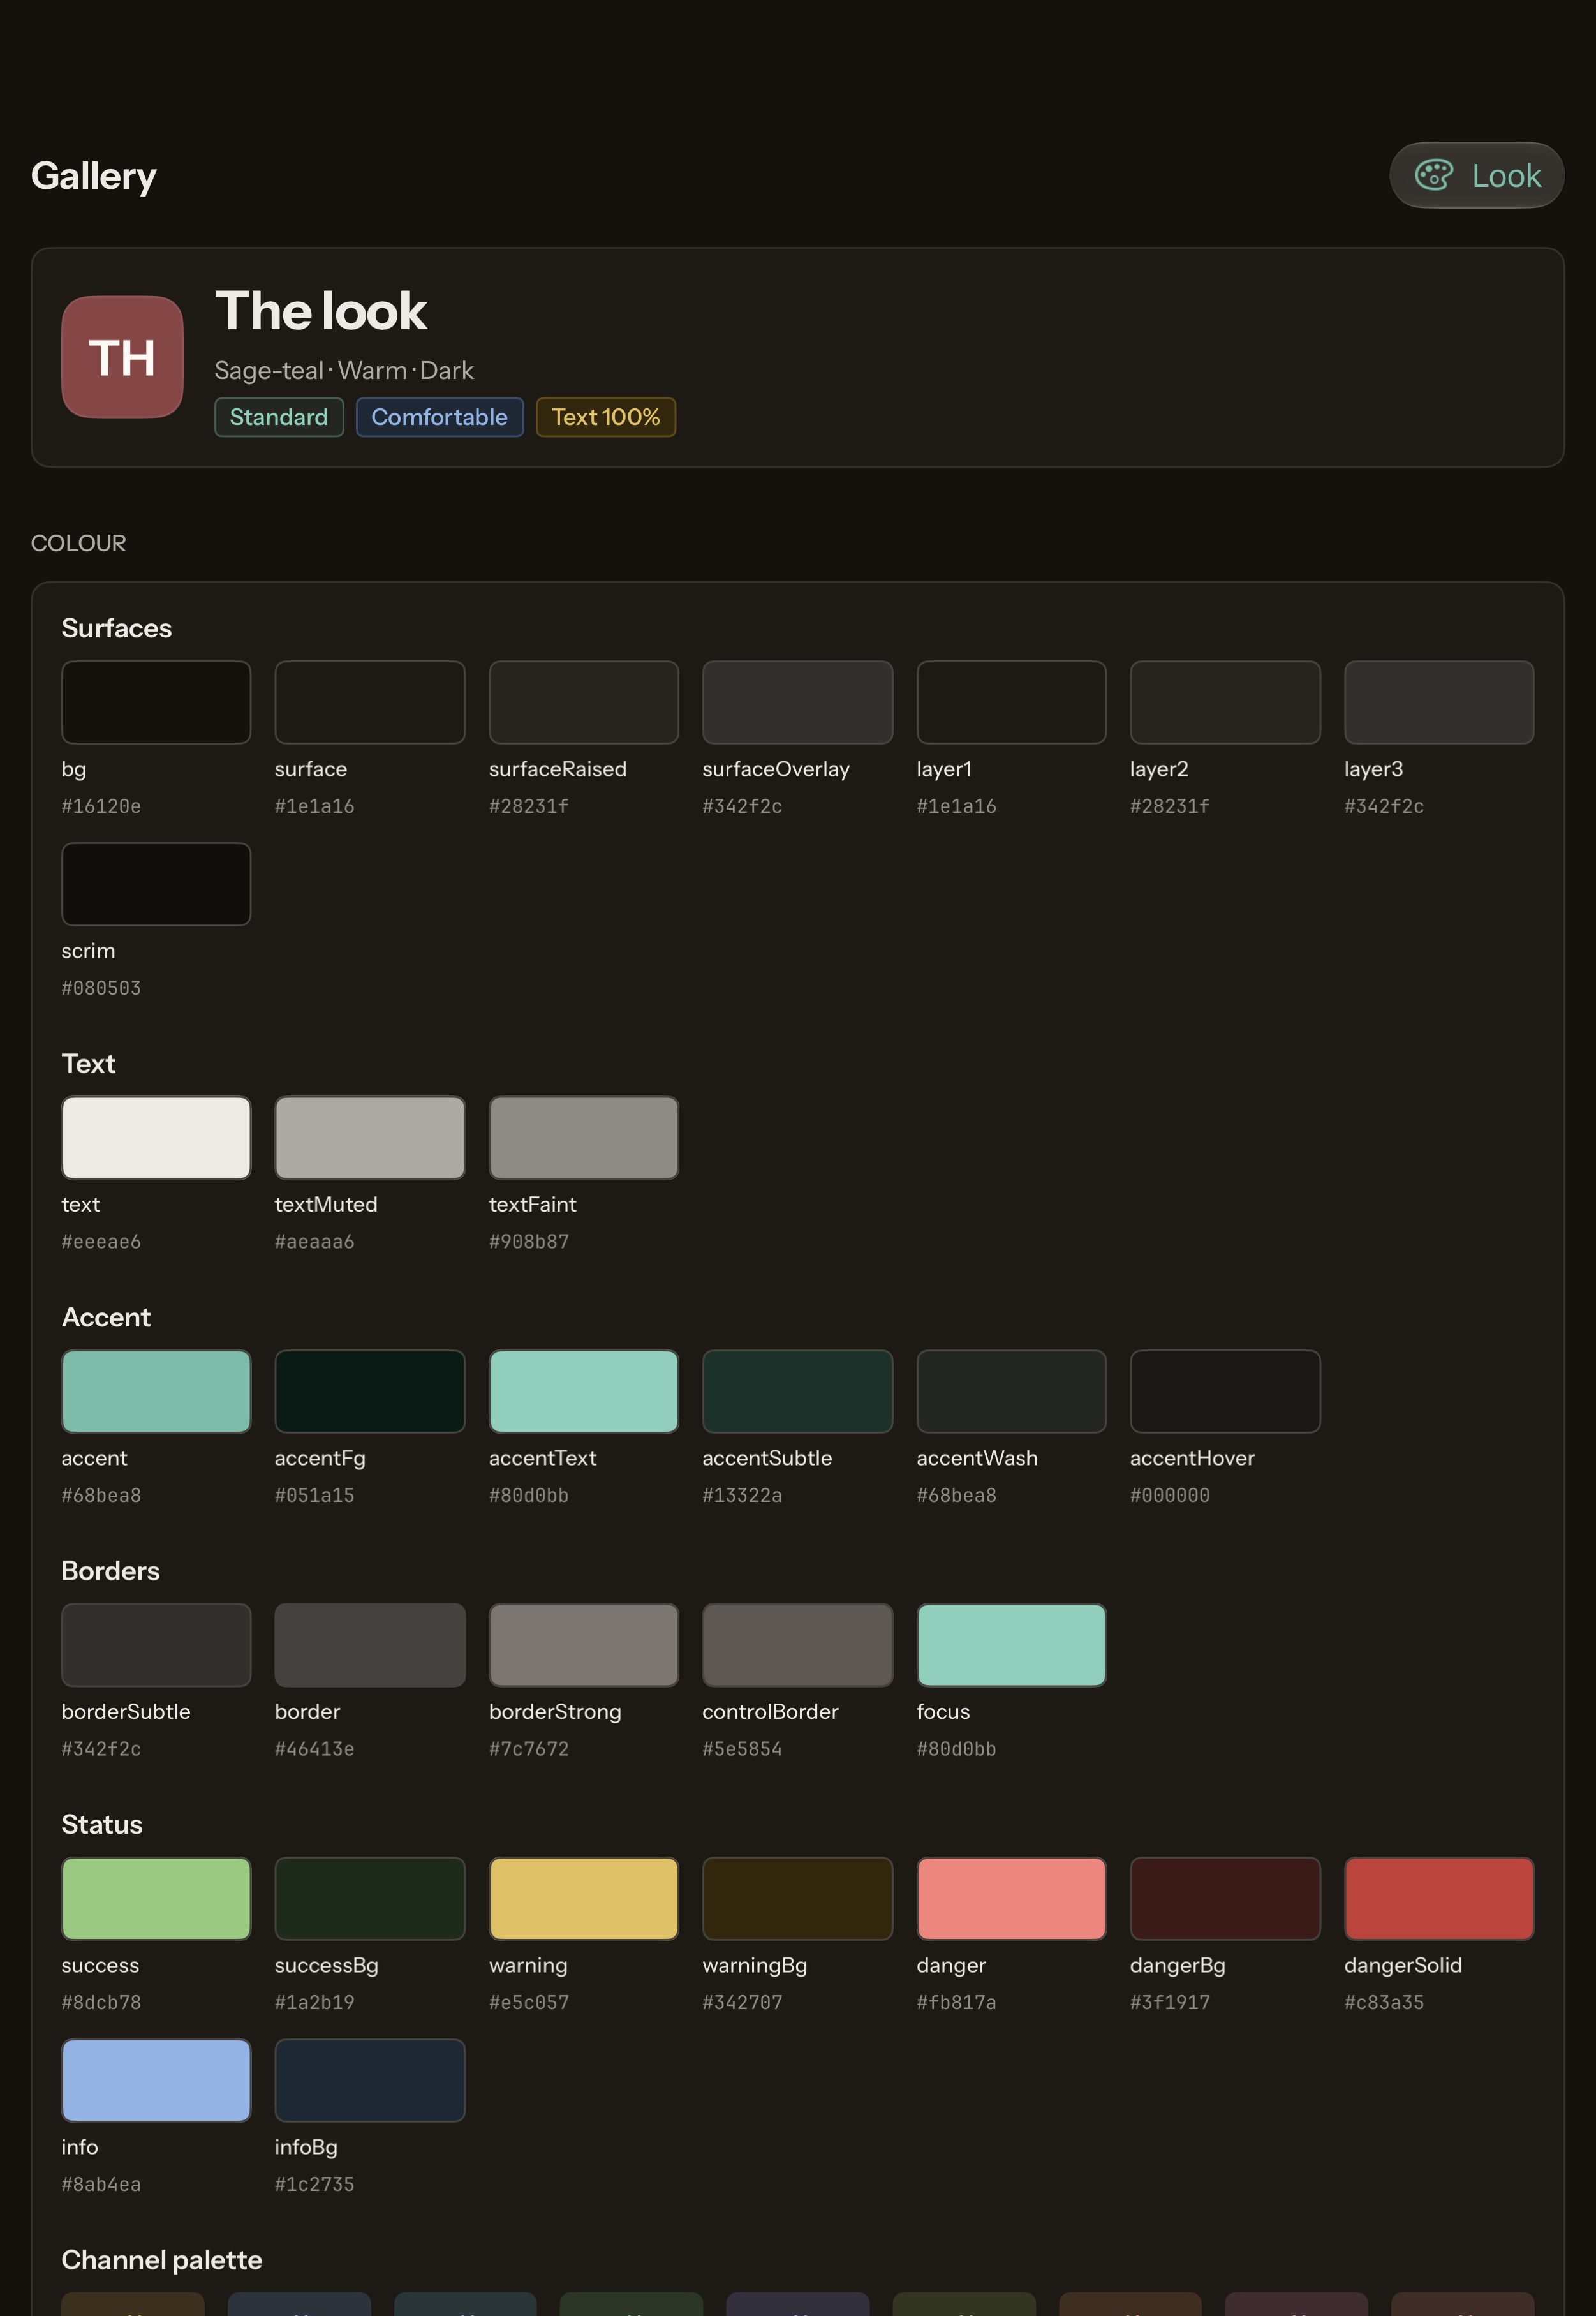 Gallery
Look
TH
The look
Sage-teal · Warm · Dark
Standard Comfortable Text 100%
COLOUR
Surfaces
bg surface surfaceRaised surfaceOverlay layer1 layer2 layer3
#16120e #1e1a16 #28231f #342f2c #1e1a16 #28231f #342f2c
scrim
#080503
Text
text textMuted textFaint
#eeeae6 #aeaaa6 #908b87
Accent
accent accentFg accentText accentSubtle accentWash accentHover
#68bea8 #051a15 #80d0bb #13322a #68bea8 #000000
Borders
borderSubtle border borderStrong controlBorder focus
#342f2c #46413e #7c7672 #5e5854 #80d0bb
Status
success successBg warning warningBg danger dangerBg dangerSolid
#8dcb78 #1a2b19 #e5c057 #342707 #fb817a #3f1917 #c83a35
info infoBg
#8ab4ea #1c2735
Channel palette